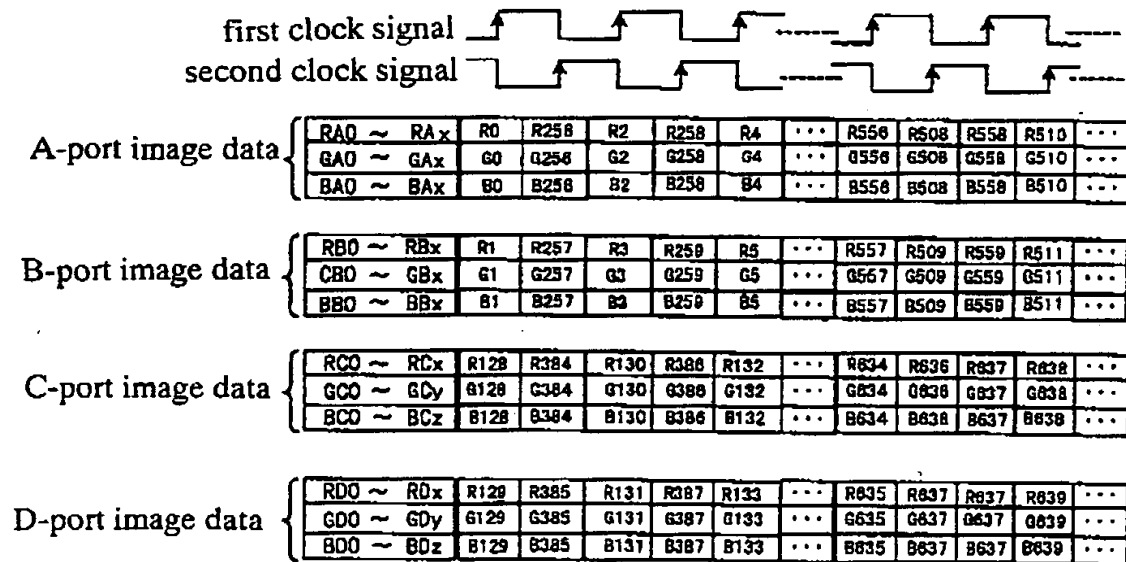 first clock signal
second clock signal
A-port image data
RA0 ~ RAx R0 R256 R2 R258 R4 ··· R556 R508 R558 R510 ···
GA0 ~ GAx G0 G256 G2 G258 G4 ··· G556 G508 G558 G510 ···
BA0 ~ BAx B0 B256 B2 B258 B4 ··· B556 B508 B558 B510 ···
B-port image data
RB0 ~ RBx R1 R257 R3 R259 R5 ··· R557 R509 R559 R511 ···
CB0 ~ GBx G1 G257 G3 G259 G5 ··· G567 G509 G559 G511 ···
BB0 ~ BBx B1 B257 B3 B259 B5 ··· B557 B509 B559 B511 ···
C-port image data
RC0 ~ RCx R128 R384 R130 R386 R132 ··· R634 R636 R637 R638 ···
GC0 ~ GCy G128 G384 G130 G386 G132 ··· G634 G636 G637 G638 ···
BC0 ~ BCz B128 B384 B130 B386 B132 ··· B634 B638 B637 B638 ···
D-port image data
RD0 ~ RDx R129 R385 R131 R387 R133 ··· R635 R637 R637 R639 ···
GD0 ~ GDy G129 G385 G131 G387 G133 ··· G635 G637 G637 G639 ···
BD0 ~ BDz B129 B385 B131 B387 B133 ··· B635 B637 B637 B639 ···